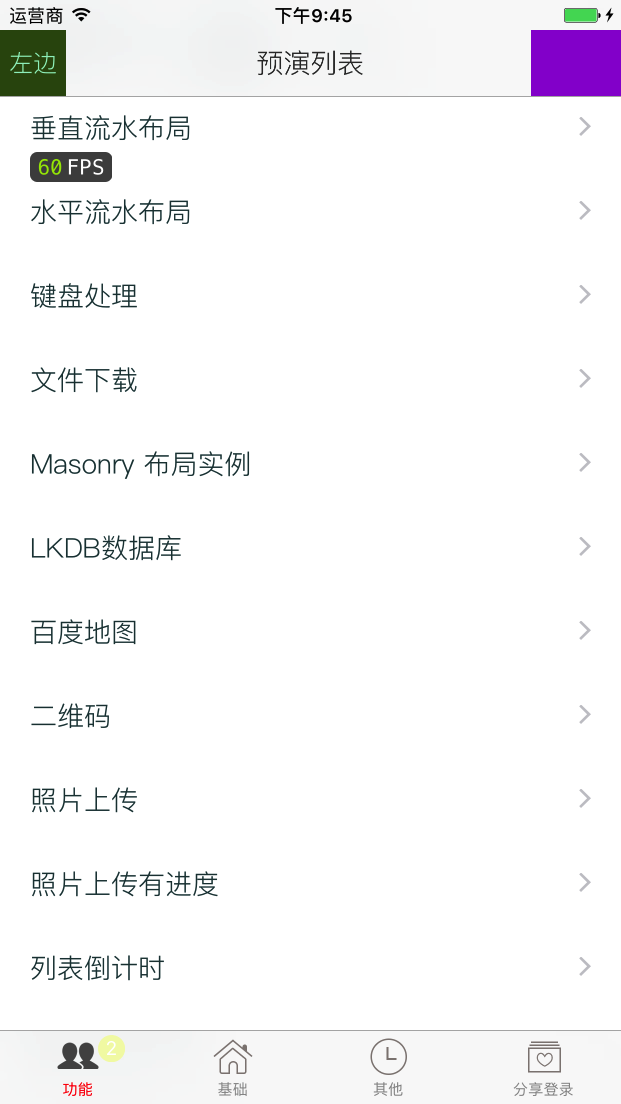 运营商 下午9:45
左边 预演列表
垂直流水布局
60 FPS
水平流水布局
键盘处理
文件下载
Masonry 布局实例
LKDB数据库
百度地图
二维码
照片上传
照片上传有进度
列表倒计时
2
功能 基础 其他 分享登录